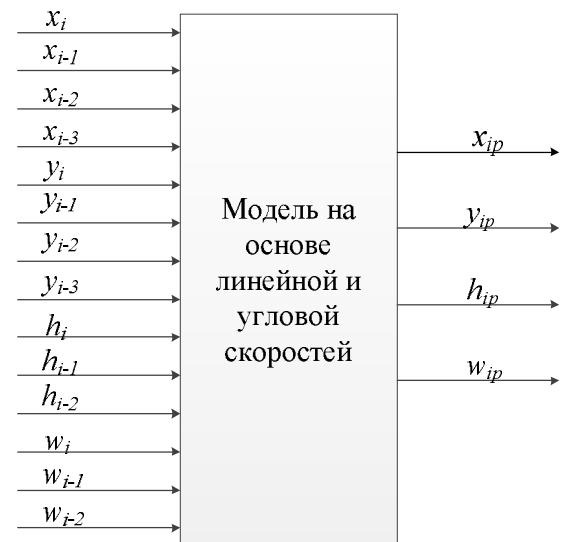 x_i
x_{i-1}
x_{i-2}
x_{i-3}
y_i
y_{i-1}
y_{i-2}
y_{i-3}
h_i
h_{i-1}
h_{i-2}
w_i
w_{i-1}
w_{i-2}
Модель на
основе
линейной и
угловой
скоростей
x_{ip}
y_{ip}
h_{ip}
w_{ip}